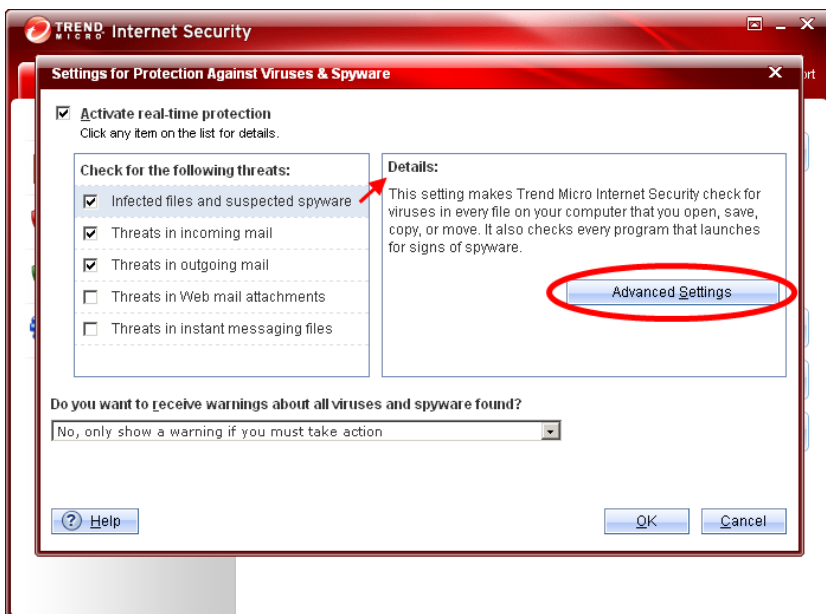 TREND MICRO Internet Security
Settings for Protection Against Viruses & Spyware
Activate real-time protection
Click any item on the list for details.
Check for the following threats:
Infected files and suspected spyware
Threats in incoming mail
Threats in outgoing mail
Threats in Web mail attachments
Threats in instant messaging files
Details:
This setting makes Trend Micro Internet Security check for
viruses in every file on your computer that you open, save,
copy, or move. It also checks every program that launches
for signs of spyware.
Advanced Settings
Do you want to receive warnings about all viruses and spyware found?
No, only show a warning if you must take action
Help
OK
Cancel